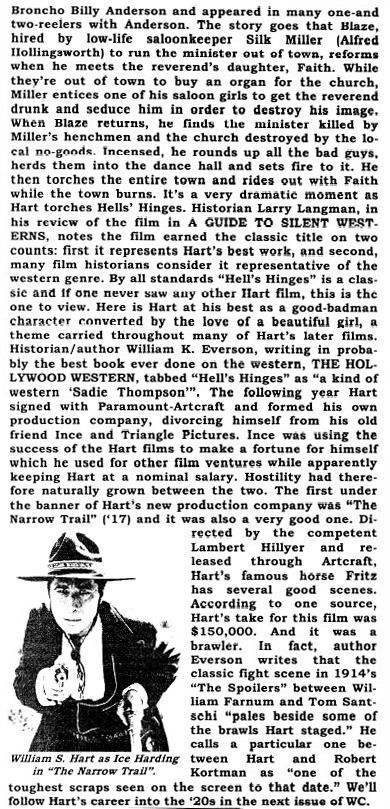 Broncho Billy Anderson and appeared in many one-and
two-reelers with Anderson. The story goes that Blaze,
hired by low-life saloonkeeper Silk Miller (Alfred
Hollingsworth) to run the minister out of town, reforms
when he meets the reverend's daughter, Faith. While
they're out of town to buy an organ for the church,
Miller entices one of his saloon girls to get the reverend
drunk and seduce him in order to destroy his image.
When Blaze returns, he finds the minister killed by
Miller's henchmen and the church destroyed by the lo-
cal no-goods. Incensed, he rounds up all the bad guys,
herds them into the dance hall and sets fire to it. He
then torches the entire town and rides out with Faith
while the town burns. It's a very dramatic moment as
Hart torches Hells' Hinges. Historian Larry Langman, in
his review of the film in A GUIDE TO SILENT WEST-
ERNS, notes the film earned the classic title on two
counts: first it represents Hart's best work, and second,
many film historians consider it representative of the
western genre. By all standards “Hell's Hinges” is a clas-
sic and if one never saw any other Hart film, this is the
one to view. Here is Hart at his best as a good-badman
character converted by the love of a beautiful girl, a
theme carried throughout many of Hart's later films.
Historian/author William K. Everson, writing in proba-
bly the best book ever done on the western, THE HOL-
LYWOOD WESTERN, tabbed “Hell's Hinges” as “a kind of
western ‘Sadie Thompson’”. The following year Hart
signed with Paramount-Artcraft and formed his own
production company, divorcing himself from his old
friend Ince and Triangle Pictures. Ince was using the
success of the Hart films to make a fortune for himself
which he used for other film ventures while apparently
keeping Hart at a nominal salary. Hostility had there-
fore naturally grown between the two. The first under
the banner of Hart's new production company was “The
Narrow Trail” (‘17) and it was also a very good one. Di-
rected by the competent
Lambert Hillyer and re-
leased through Artcraft,
Hart's famous horse Fritz
has several good scenes.
According to one source,
Hart's take for this film was
$150,000. And it was a
brawler. In fact, author
Everson writes that the
classic fight scene in 1914's
“The Spoilers” between Wil-
liam Farnum and Tom Sant-
schi “pales beside some of
the brawls Hart staged.” He
calls a particular one be-
tween Hart and Robert
Kortman as “one of the
toughest scraps seen on the screen to that date.” We'll
follow Hart's career into the ‘20s in the next issue of WC.
William S. Hart as Ice Harding
in “The Narrow Trail”.